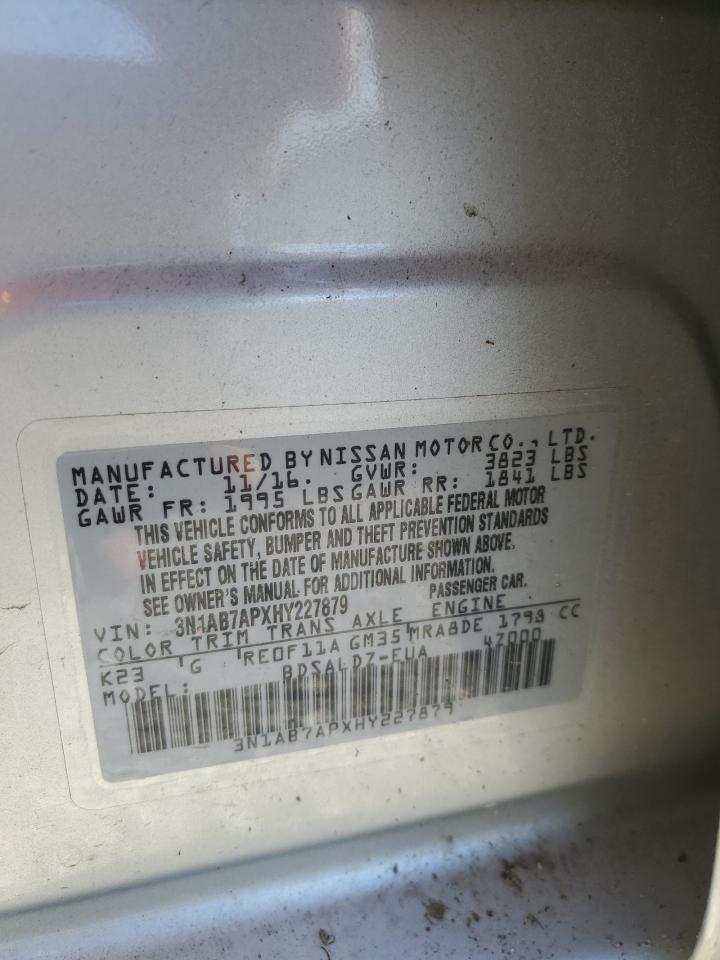 MANUFACTURED BY NISSAN MOTOR CO., LTD.
DATE: 11/16. GVWR: 3823 LBS
GAWR FR: 1995 LBS GAWR RR: 1841 LBS
THIS VEHICLE CONFORMS TO ALL APPLICABLE FEDERAL MOTOR
VEHICLE SAFETY, BUMPER AND THEFT PREVENTION STANDARDS
IN EFFECT ON THE DATE OF MANUFACTURE SHOWN ABOVE.
SEE OWNER'S MANUAL FOR ADDITIONAL INFORMATION.
VIN: 3N1AB7APXHY227879 PASSENGER CAR.
COLOR TRIM TRANS AXLE ENGINE
K23 G RE0F11A GM35 MRA8DE 1798 CC
MODEL: BDSALDZ-EUA 47000
3N1AB7APXHY227879